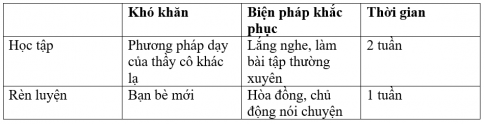 Khó khăn
Biện pháp khắc
phục
Thời gian
Học tập
Phương pháp dạy
của thầy cô khác
lạ
Lắng nghe, làm
bài tập thường
xuyên
2 tuần
Rèn luyện
Bạn bè mới
Hòa đồng, chủ
động nói chuyện
1 tuần